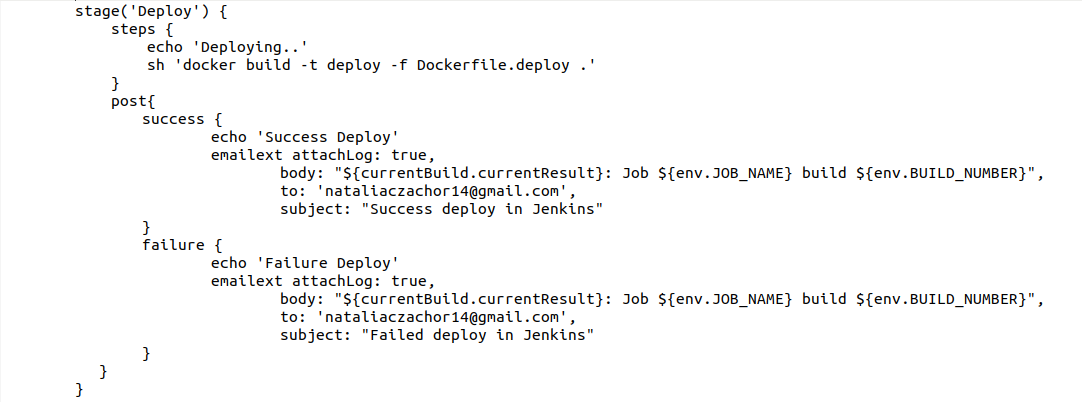 stage('Deploy') {
    steps {
        echo 'Deploying..'
        sh 'docker build -t deploy -f Dockerfile.deploy .'
    }
    post{
        success {
            echo 'Success Deploy'
            emailext attachLog: true,
                body: "${currentBuild.currentResult}: Job ${env.JOB_NAME} build ${env.BUILD_NUMBER}",
                to: 'nataliaczachor14@gmail.com',
                subject: "Success deploy in Jenkins"
        }
        failure {
            echo 'Failure Deploy'
            emailext attachLog: true,
                body: "${currentBuild.currentResult}: Job ${env.JOB_NAME} build ${env.BUILD_NUMBER}",
                to: 'nataliaczachor14@gmail.com',
                subject: "Failed deploy in Jenkins"
        }
    }
}